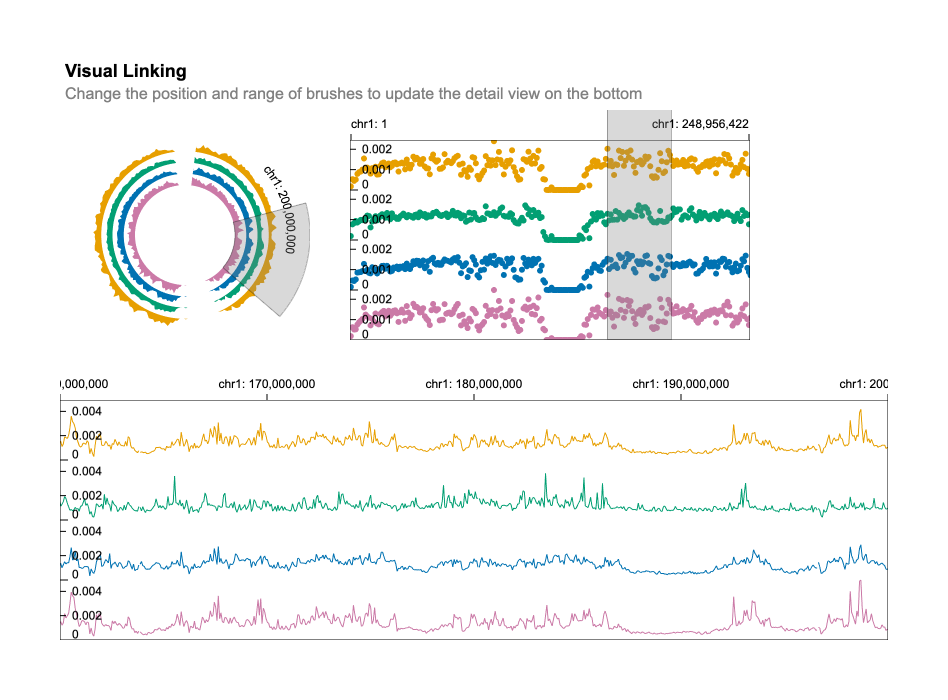 Visual Linking
Change the position and range of brushes to update the detail view on the bottom
chr1: 1
chr1: 248,956,422
chr1: 200,000,000
0.002
0.001
0
0.002
0.001
0
0.002
0.001
0
0.002
0.001
0
0,000,000
chr1: 170,000,000
chr1: 180,000,000
chr1: 190,000,000
chr1: 200
0.004
0.002
0
0.004
0.002
0
0.004
0.002
0
0.004
0.002
0